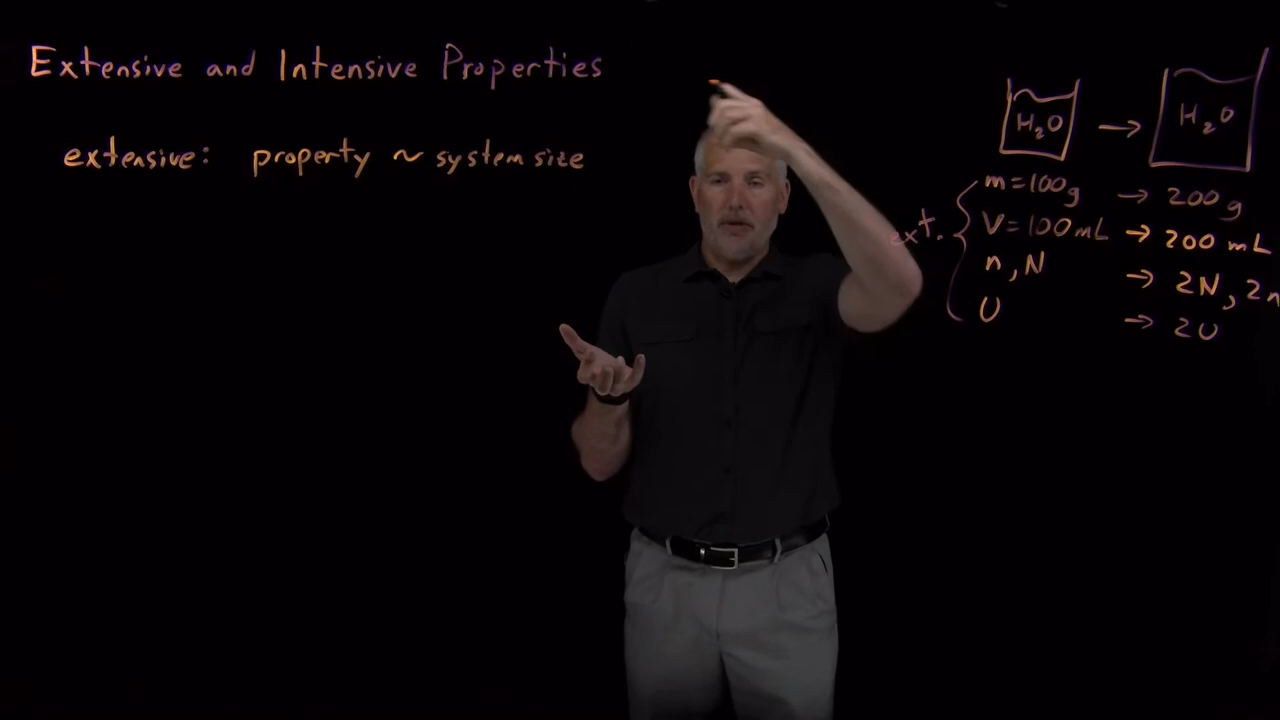 Extensive and Intensive Properties
extensive: property ~ system size
H₂O → H₂O
ext.
m = 100g → 200g
V = 100 mL → 200 mL
n, N → 2N, 2n
U → 2U